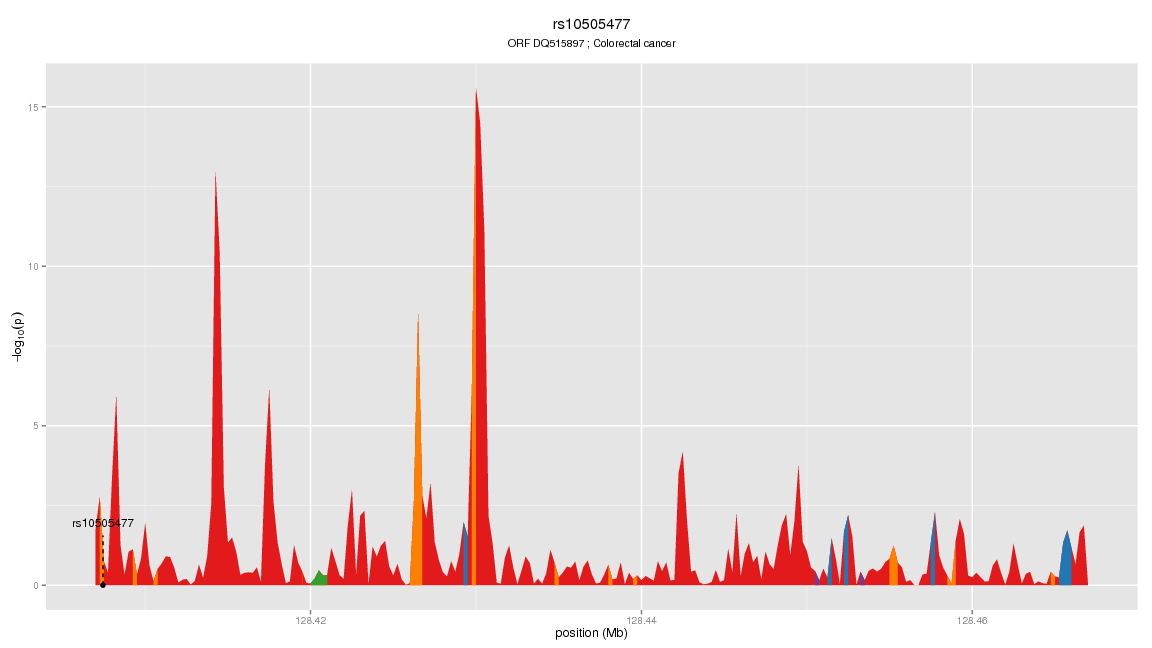 rs10505477
ORF DQ515897 ; Colorectal cancer
15
10
5
0
−log10(p)
rs10505477
128.42
128.44
128.46
position (Mb)